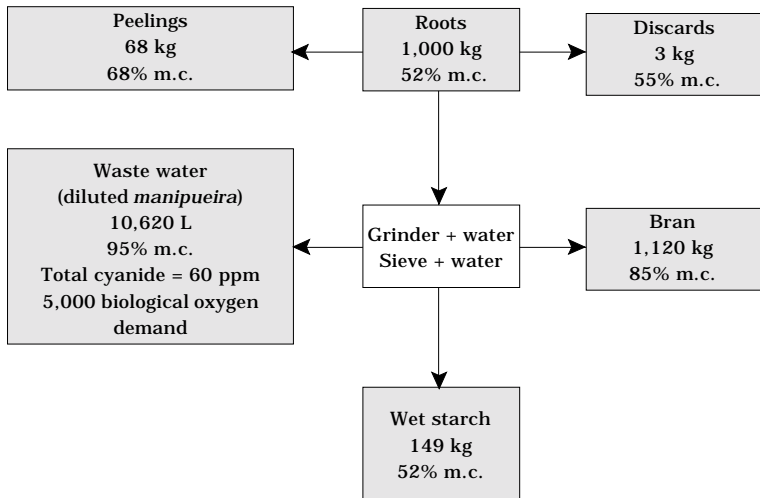 Peelings
68 kg
68% m.c.
Roots
1,000 kg
52% m.c.
Discards
3 kg
55% m.c.
Waste water
(diluted manipueira)
10,620 L
95% m.c.
Total cyanide = 60 ppm
5,000 biological oxygen
demand
Grinder + water
Sieve + water
Bran
1,120 kg
85% m.c.
Wet starch
149 kg
52% m.c.